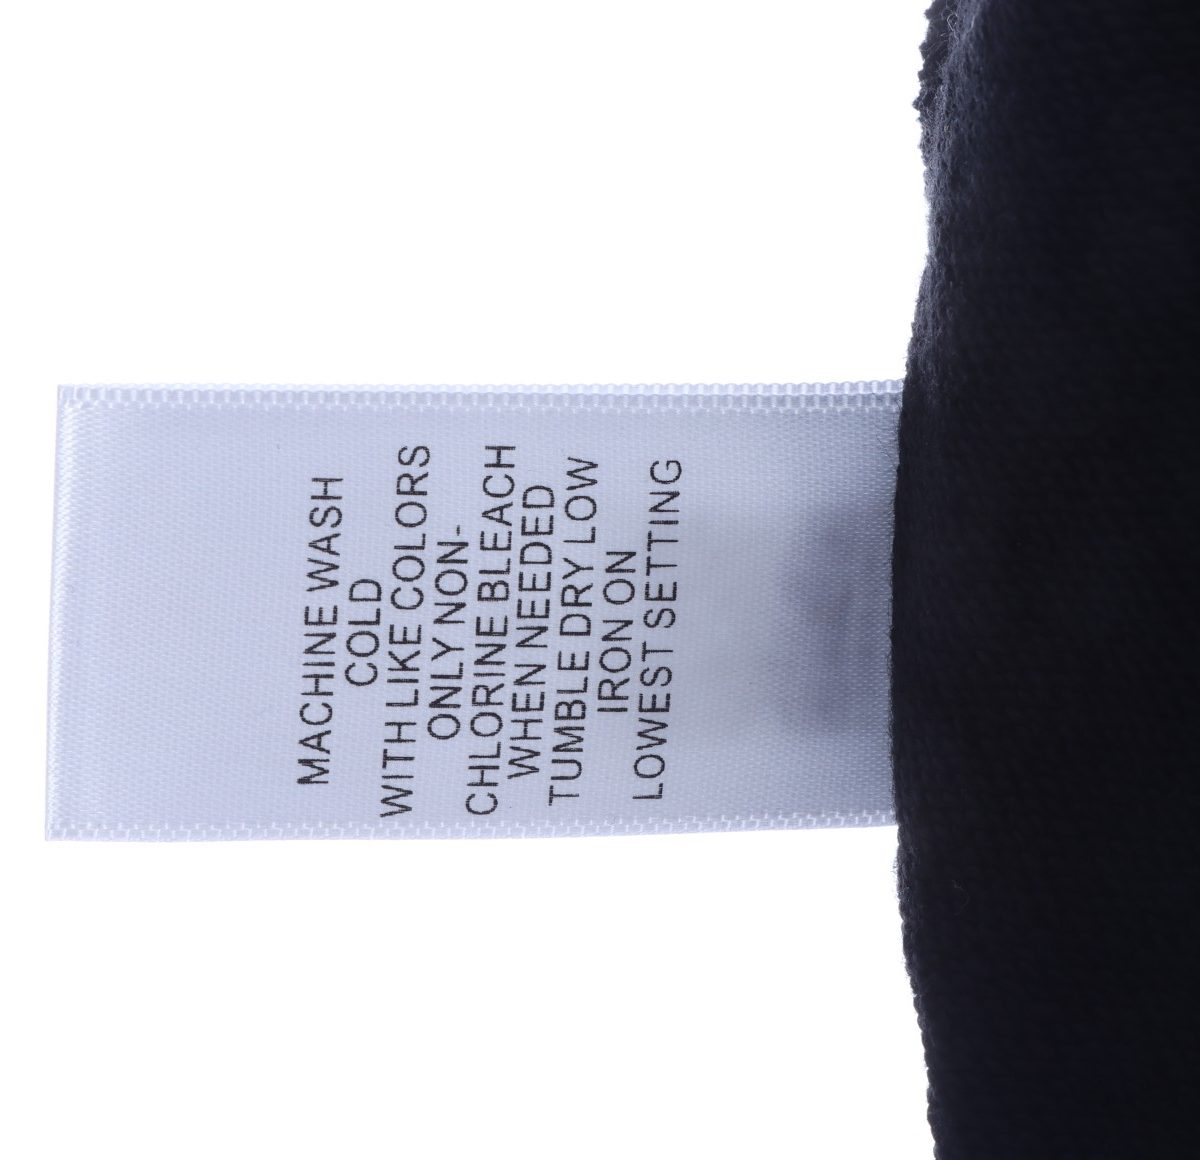 MACHINE WASH
COLD
WITH LIKE COLORS
ONLY NON-
CHLORINE BLEACH
WHEN NEEDED
TUMBLE DRY LOW
IRON ON
LOWEST SETTING